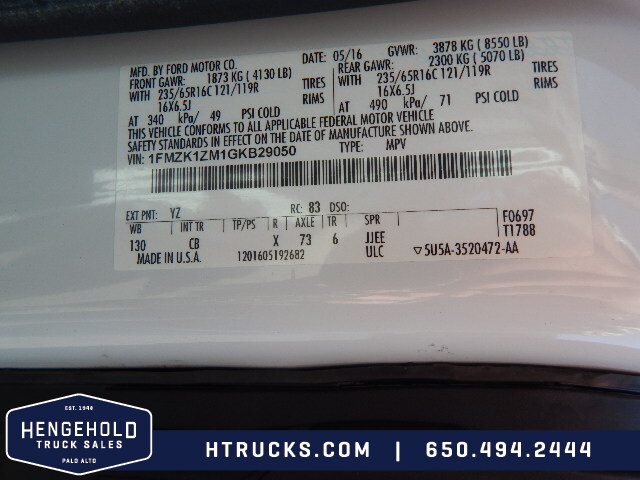 MFD. BY FORD MOTOR CO.
DATE: 05/16 GVWR: 3878 KG ( 8550 LB)
FRONT GAWR: 1873 KG ( 4130 LB)
REAR GAWR: 2300 KG ( 5070 LB)
WITH 235/65R16C 121/119R TIRES
WITH 235/65R16C 121/119R TIRES
16X6.5J RIMS
16X6.5J RIMS
AT 340 kPa/ 49 PSI COLD
AT 490 kPa/ 71 PSI COLD
THIS VEHICLE CONFORMS TO ALL APPLICABLE FEDERAL MOTOR VEHICLE
SAFETY STANDARDS IN EFFECT ON THE DATE OF MANUFACTURE SHOWN ABOVE.
VIN: 1FMZK1ZM1GKB29050
TYPE: MPV
EXT PNT: YZ RC: 83 DSO:
WB INT TR TP/PS R AXLE TR SPR
130 CB X 73 6 JJEE
MADE IN U.S.A. 1201605192682 ULC
F0697
T1788
▽5U5A-3520472-AA
EST. 1940
HENGEHOLD
TRUCK SALES
PALO ALTO
HTRUCKS.COM | 650.494.2444